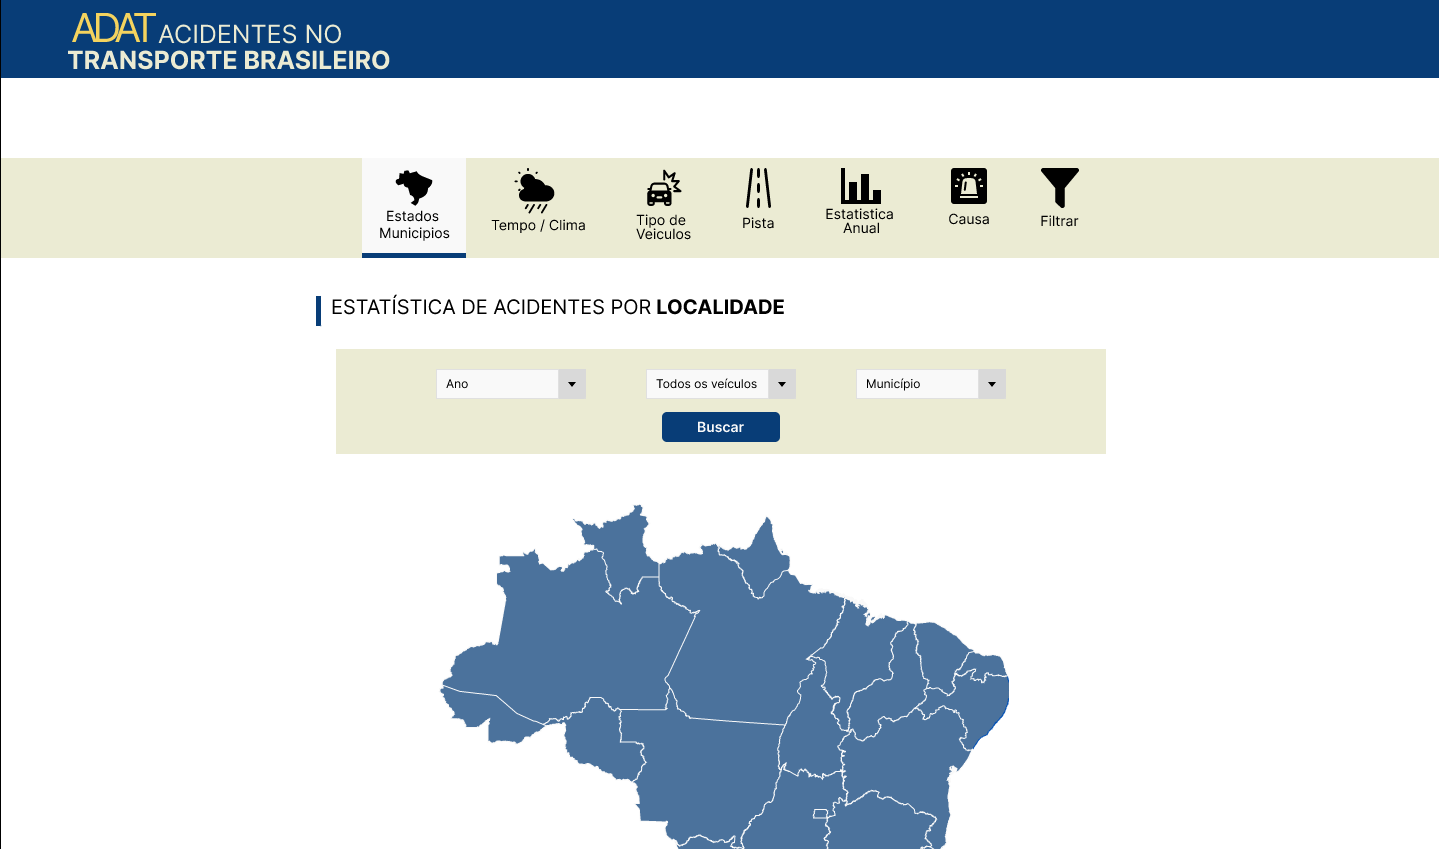 ADAT ACIDENTES NO
TRANSPORTE BRASILEIRO
Estados
Municipios
Tempo / Clima
Tipo de
Veiculos
Pista
Estatistica
Anual
Causa
Filtrar
ESTATÍSTICA DE ACIDENTES POR LOCALIDADE
Ano
Todos os veículos
Município
Buscar